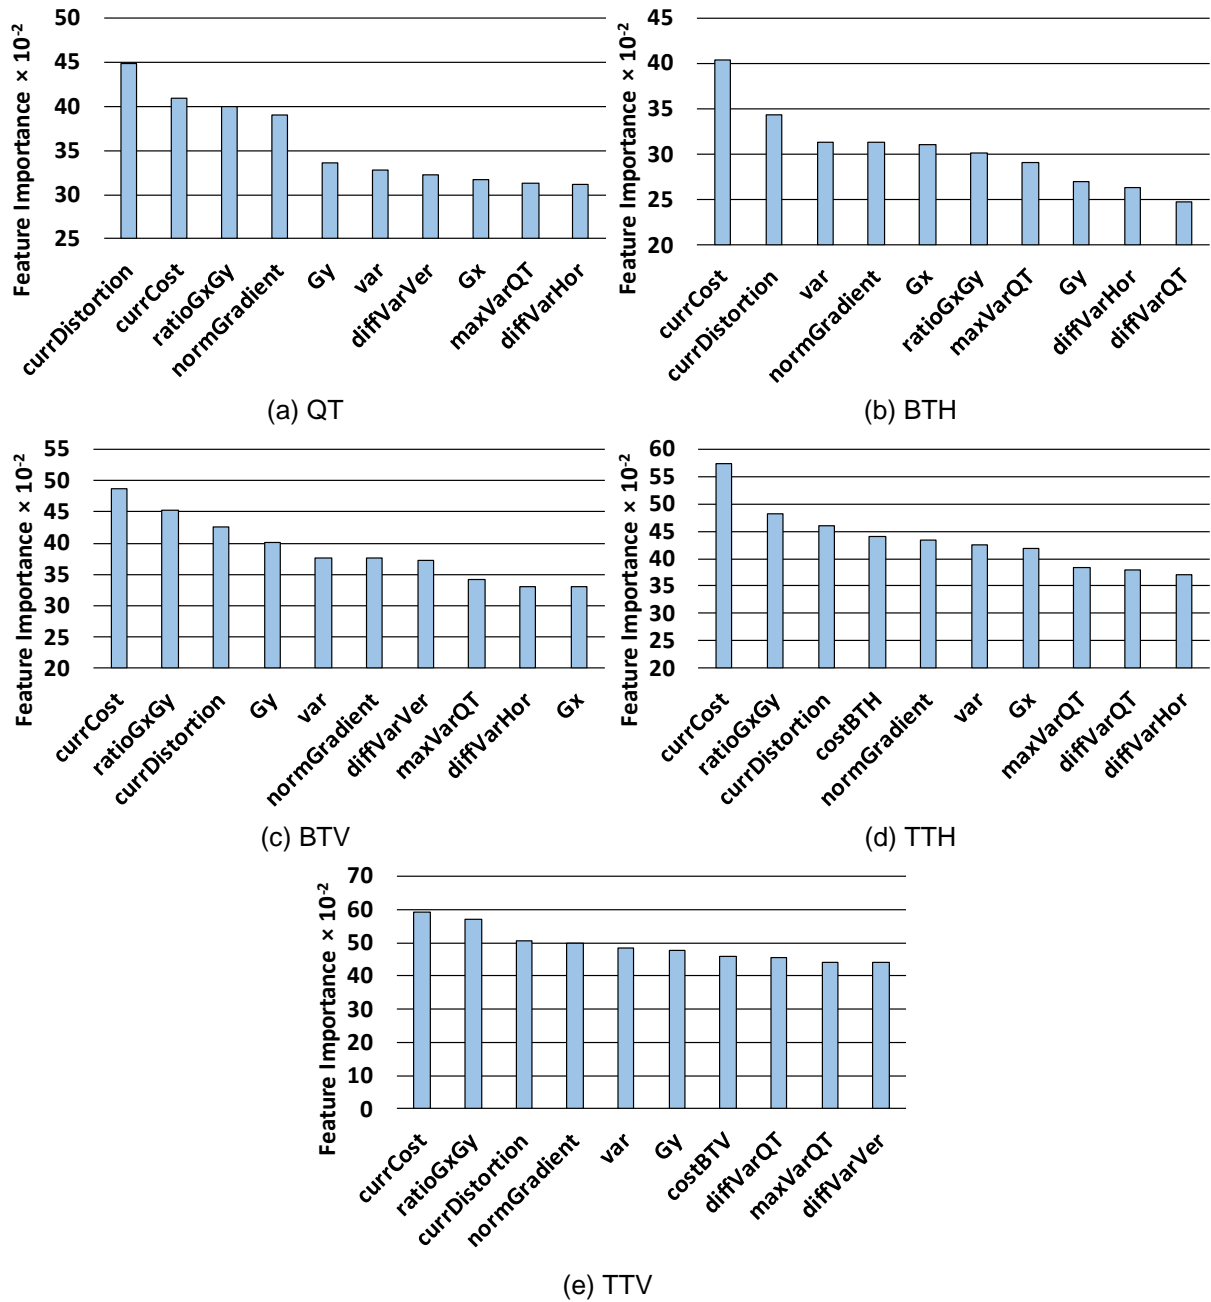 Feature Importance × 10⁻²
50
45
40
35
30
25
currDistortion
currCost
ratioGxGy
normGradient
Gy
var
diffVarVer
Gx
maxVarQT
diffVarHor
(a) QT
Feature Importance × 10⁻²
45
40
35
30
25
20
currCost
currDistortion
var
normGradient
Gx
ratioGxGy
maxVarQT
Gy
diffVarHor
diffVarQT
(b) BTH
Feature Importance × 10⁻²
55
50
45
40
35
30
25
20
currCost
ratioGxGy
currDistortion
Gy
var
normGradient
diffVarVer
maxVarQT
diffVarHor
Gx
(c) BTV
Feature Importance × 10⁻²
60
55
50
45
40
35
30
25
20
currCost
ratioGxGy
currDistortion
costBTH
normGradient
var
Gx
maxVarQT
diffVarQT
diffVarHor
(d) TTH
Feature Importance × 10⁻²
70
60
50
40
30
20
10
0
currCost
ratioGxGy
currDistortion
normGradient
var
Gy
costBTV
diffVarQT
maxVarQT
diffVarVer
(e) TTV